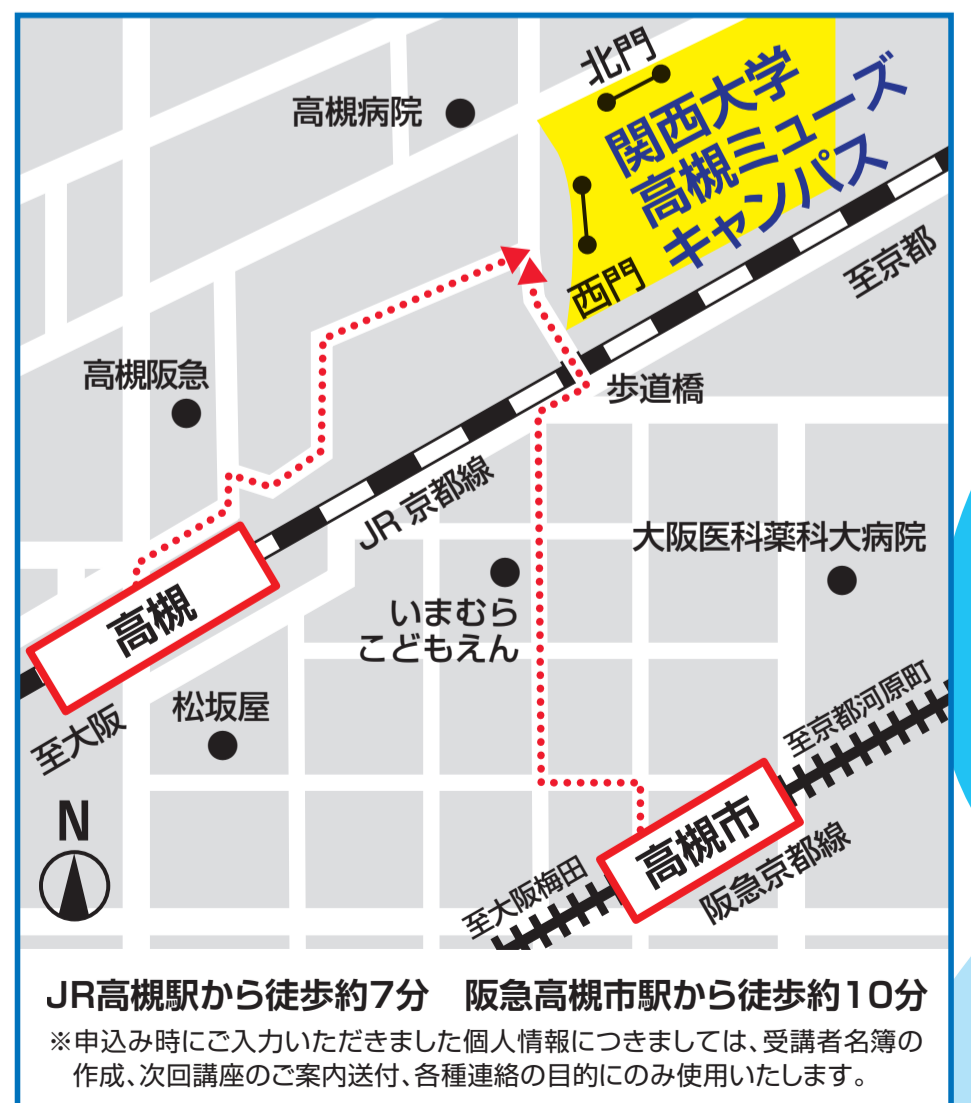 北門
高槻病院
関西大学
高槻ミューズ
キャンパス
西門
至京都
高槻阪急
歩道橋
JR 京都線
大阪医科薬科大病院
いまむら
こどもえん
高槻
松坂屋
至大阪
至京都河原町
N
高槻市
阪急京都線
至大阪梅田
JR高槻駅から徒歩約7分　阪急高槻市駅から徒歩約10分
※申込み時にご入力いただきました個人情報につきましては、受講者名簿の
作成、次回講座のご案内送付、各種連絡の目的にのみ使用いたします。